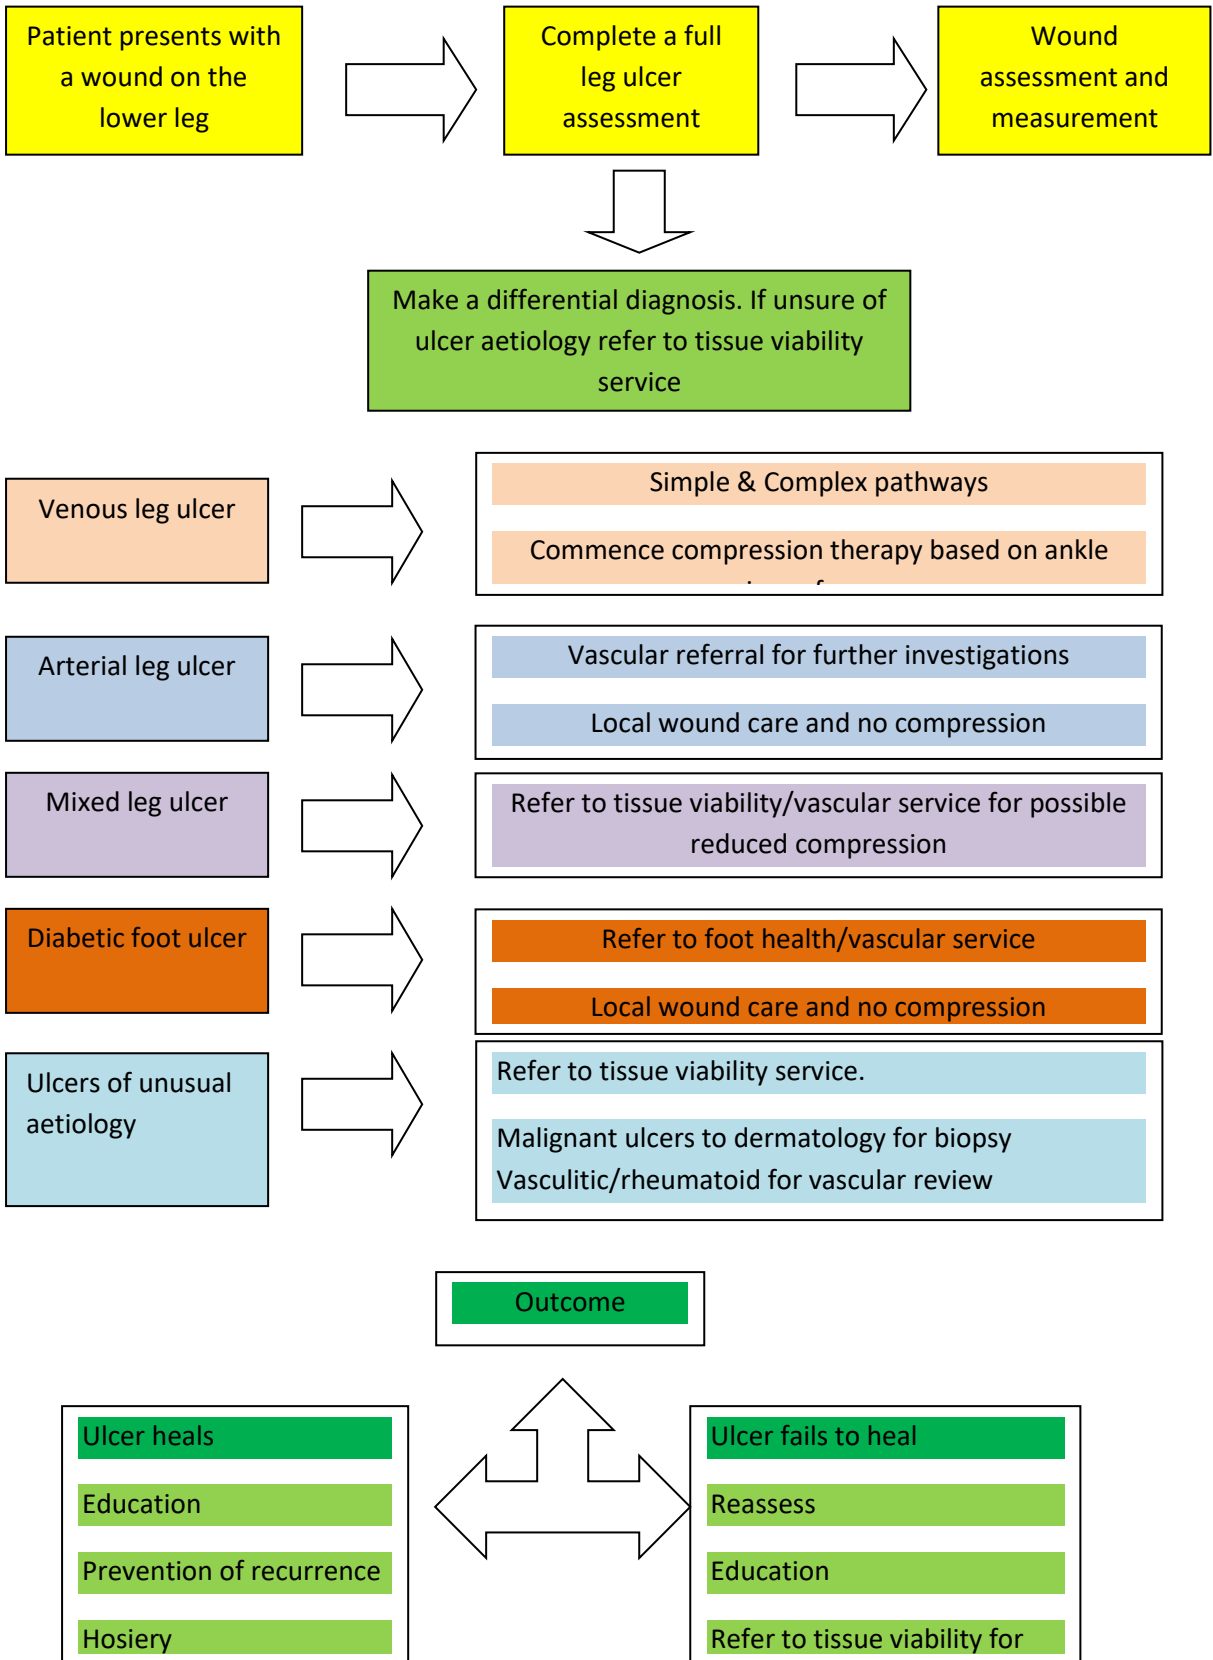 Patient presents with
a wound on the
lower leg
Complete a full
leg ulcer
assessment
Wound
assessment and
measurement
Make a differential diagnosis. If unsure of
ulcer aetiology refer to tissue viability
service
Venous leg ulcer
Simple & Complex pathways
Commence compression therapy based on ankle
Arterial leg ulcer
Vascular referral for further investigations
Local wound care and no compression
Mixed leg ulcer
Refer to tissue viability/vascular service for possible
reduced compression
Diabetic foot ulcer
Refer to foot health/vascular service
Local wound care and no compression
Ulcers of unusual
aetiology
Refer to tissue viability service.
Malignant ulcers to dermatology for biopsy
Vasculitic/rheumatoid for vascular review
Outcome
Ulcer heals
Education
Prevention of recurrence
Hosiery
Ulcer fails to heal
Reassess
Education
Refer to tissue viability for